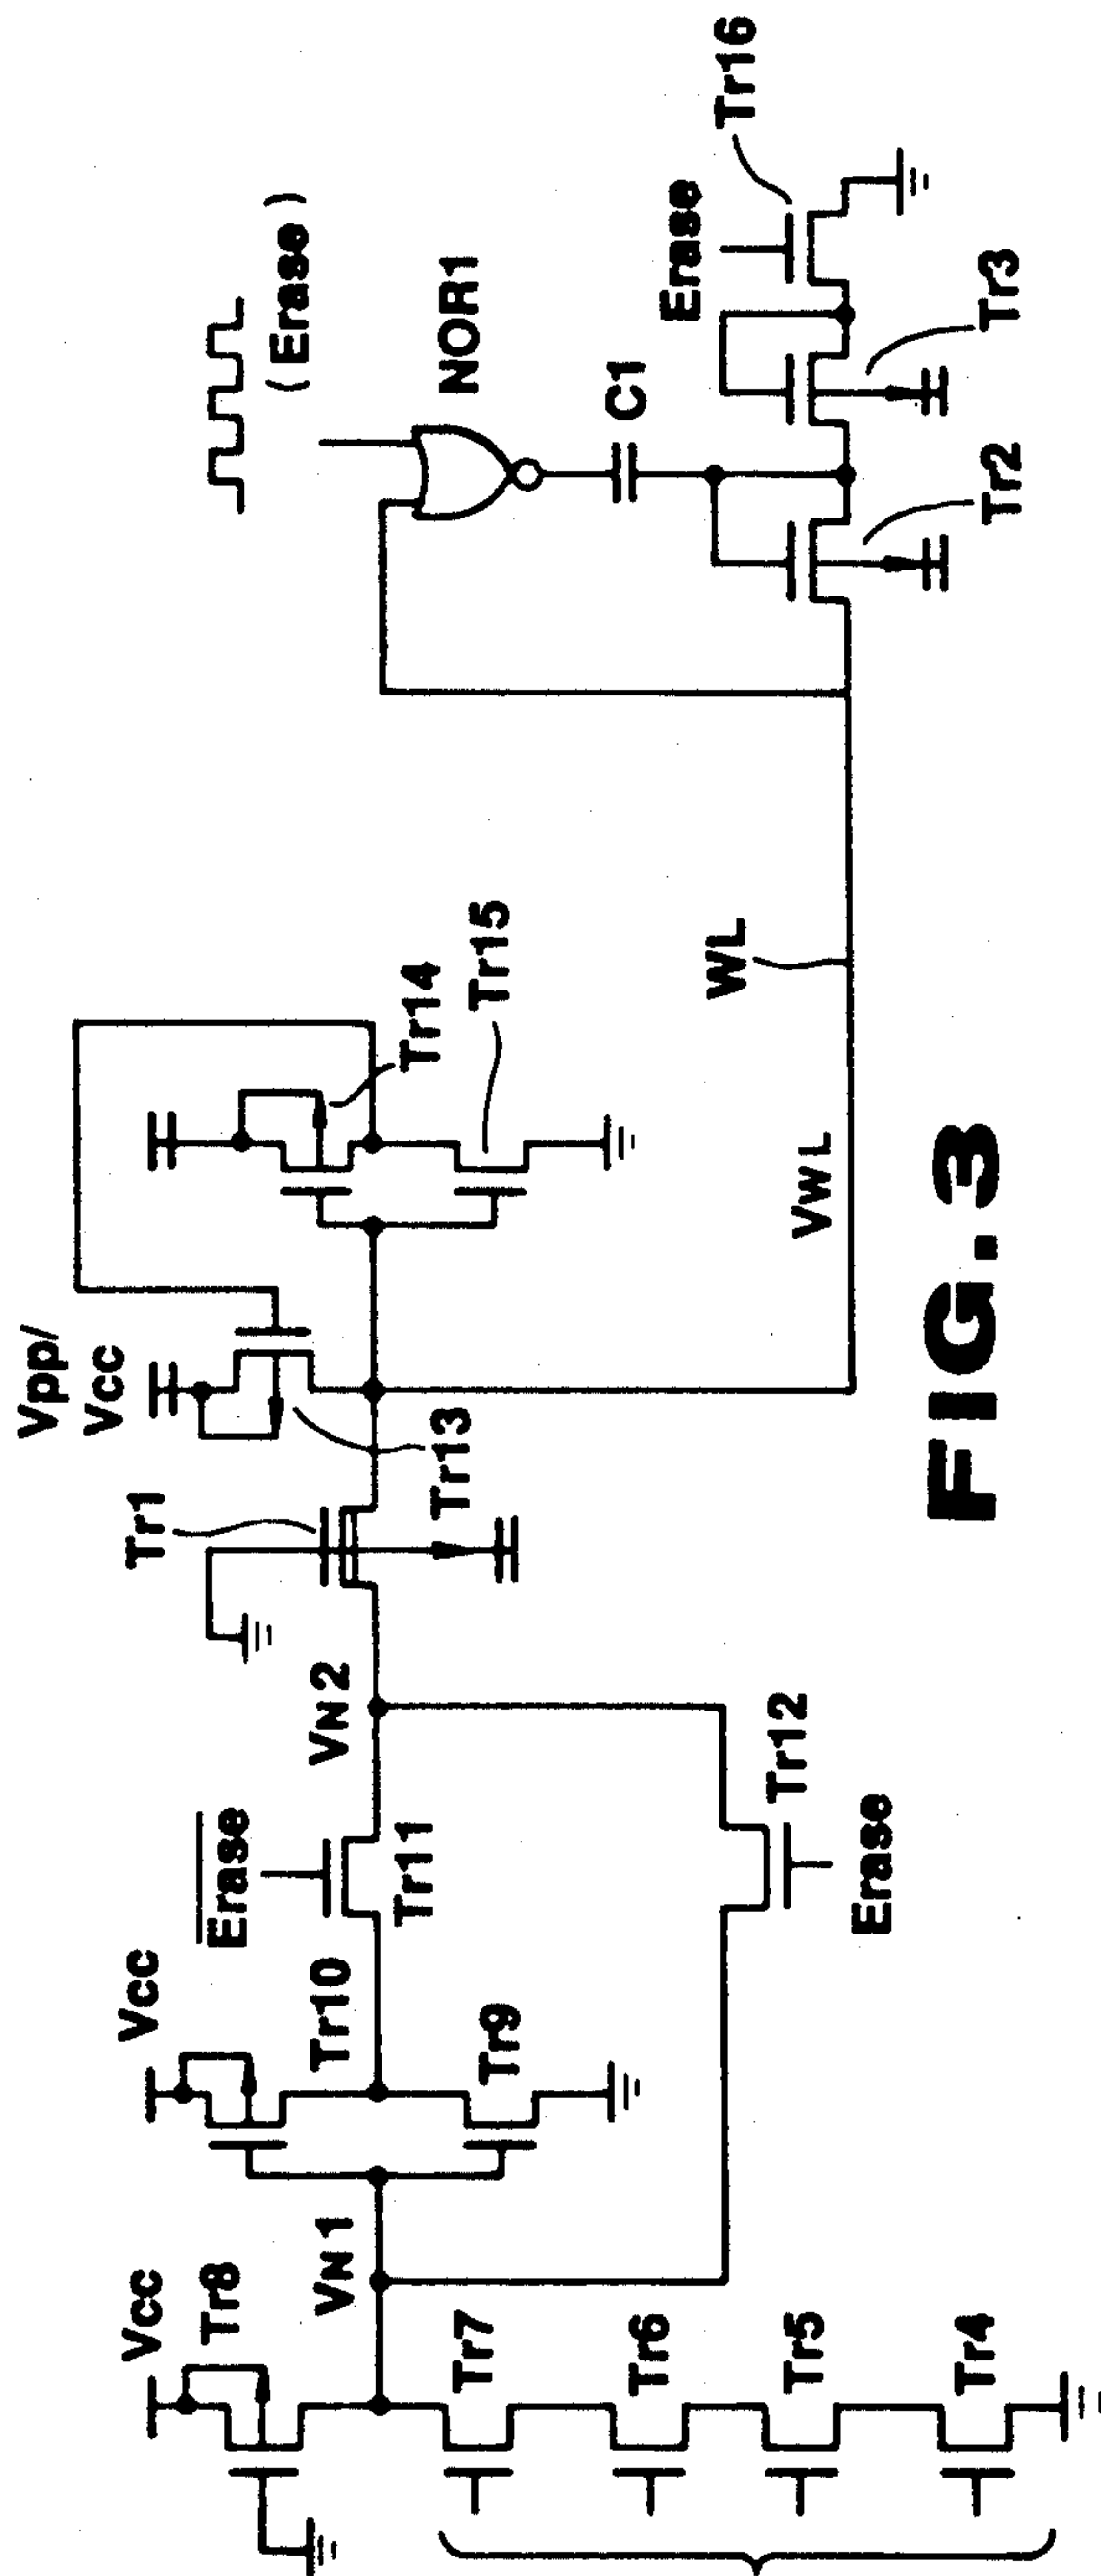 Vcc
Tr8
VN1
Tr7
Tr6
Tr5
Tr4
Vcc
Tr10
Tr9
Erase
Tr11
VN2
Tr12
Erase
Tr1
Vpp/
Vcc
Tr13
Tr14
Tr15
VWL
WL
(Erase)
NOR1
C1
Erase
Tr16
Tr2
Tr3
FIG.3